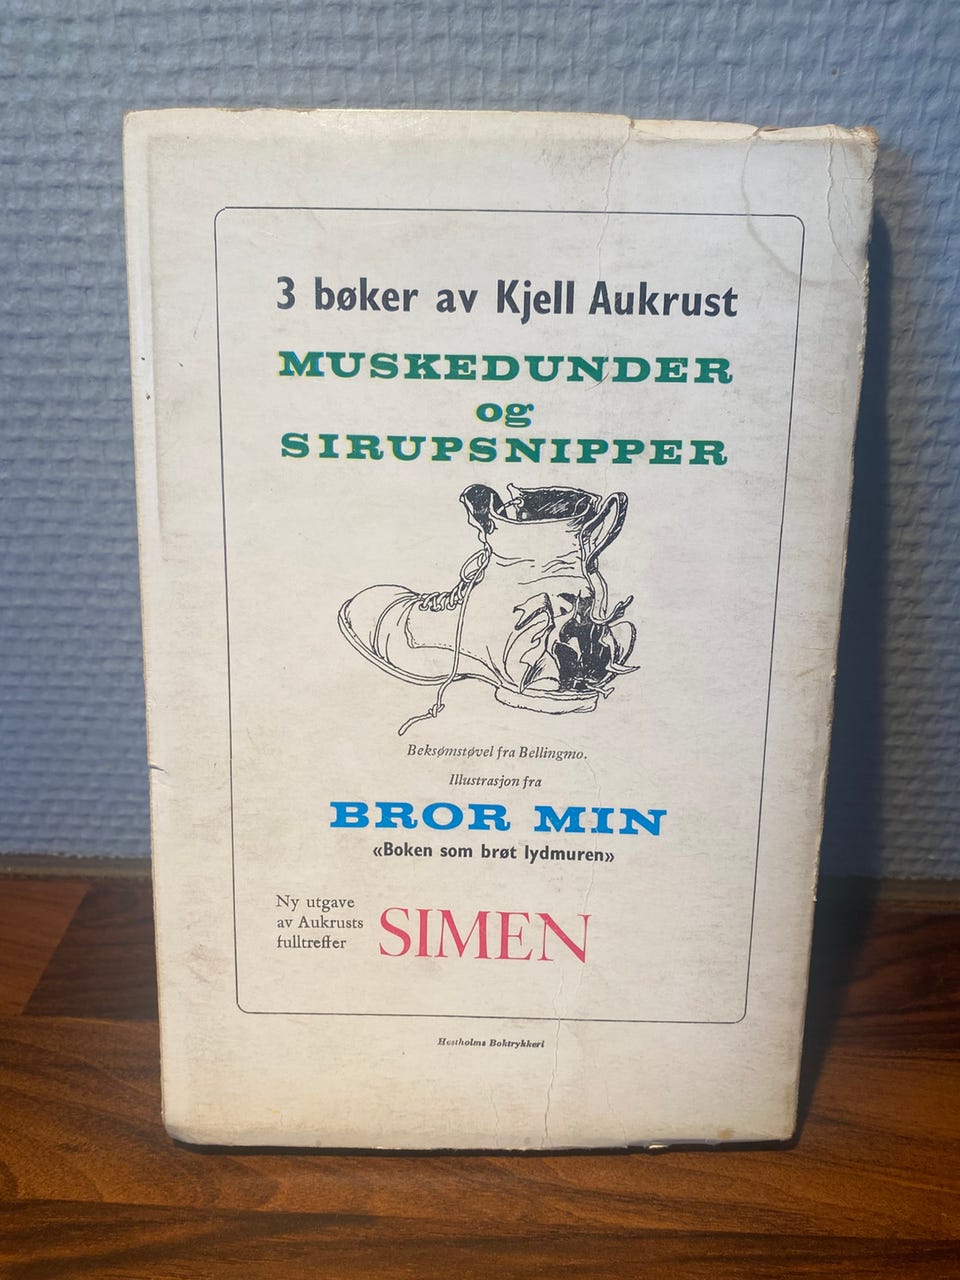 3 bøker av Kjell Aukrust
MUSKEDUNDER
og
SIRUPSNIPPER
Beksømstøvel fra Bellingmo.
Illustrasjon fra
BROR MIN
«Boken som brøt lydmuren»
Ny utgave
av Aukrusts
fulltreffer
SIMEN
Hestholms Boktrykkeri